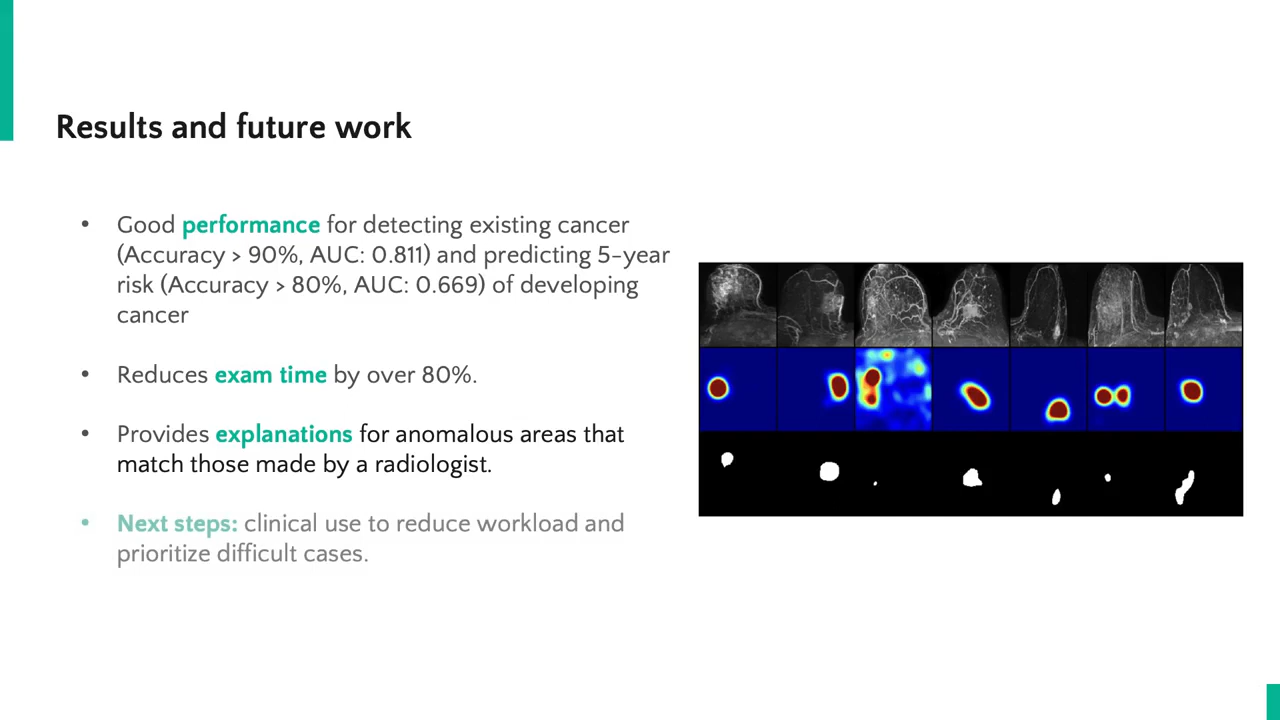 Results and future work
• Good performance for detecting existing cancer
(Accuracy > 90%, AUC: 0.811) and predicting 5-year
risk (Accuracy > 80%, AUC: 0.669) of developing
cancer
• Reduces exam time by over 80%.
• Provides explanations for anomalous areas that
match those made by a radiologist.
• Next steps: clinical use to reduce workload and
prioritize difficult cases.